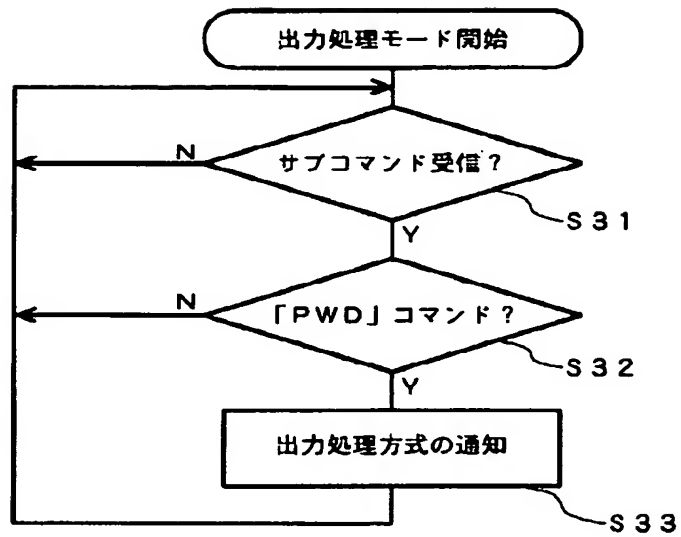 出力処理モード開始
サブコマンド受信？
N
S31
Y
「PWD」コマンド？
N
S32
Y
出力処理方式の通知
S33